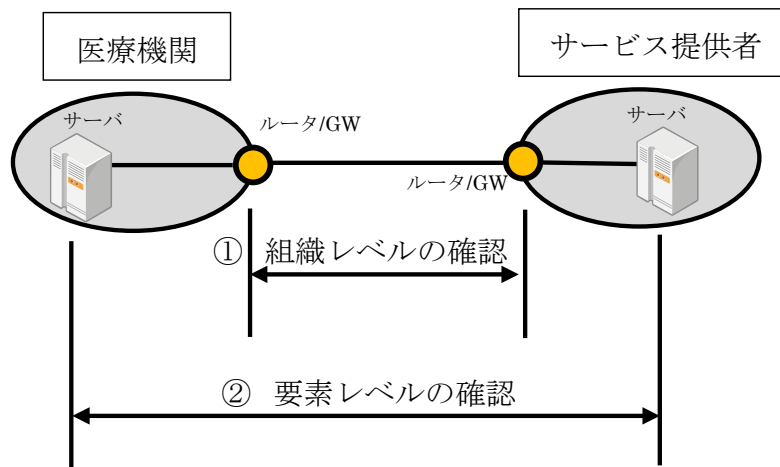 医療機関
サービス提供者
サーバ
ルータ/GW
サーバ
ルータ/GW
① 組織レベルの確認
② 要素レベルの確認